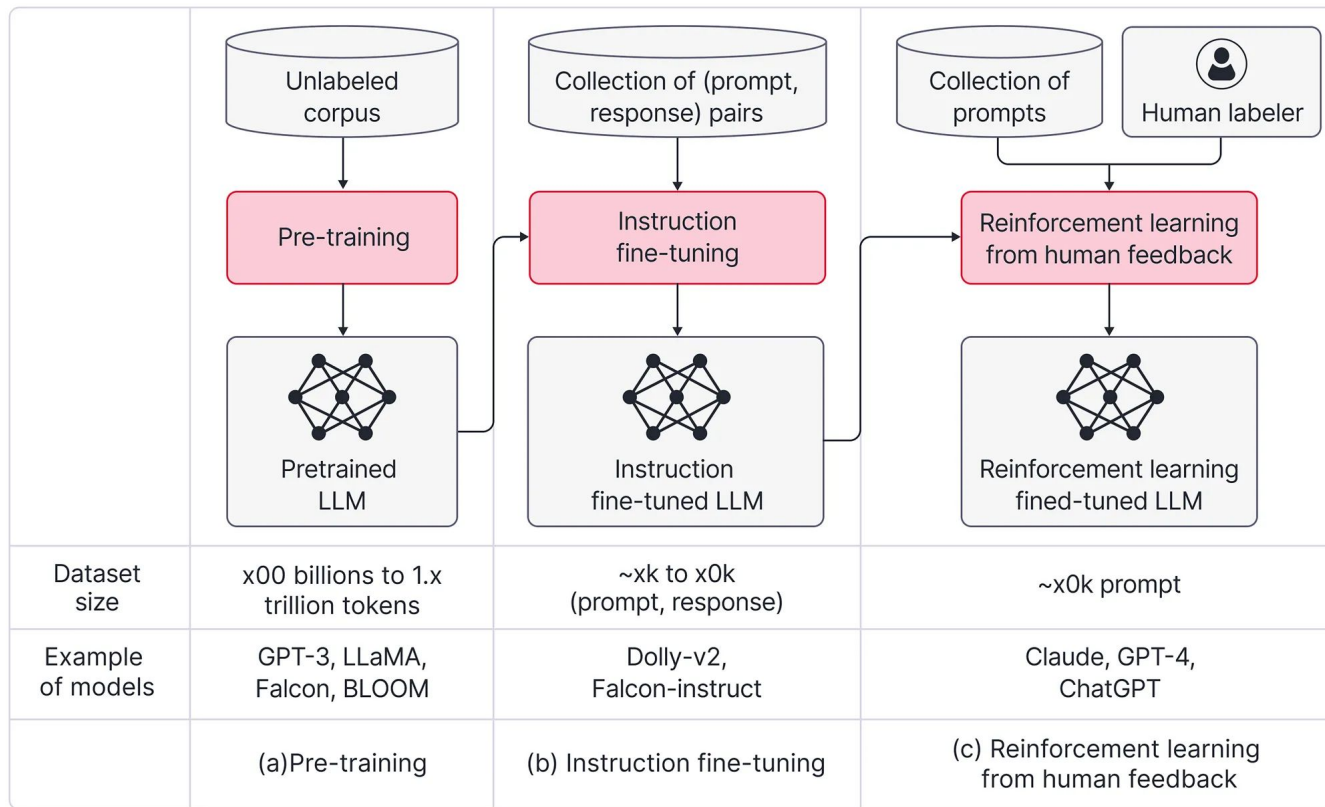 Unlabeled
corpus
Collection of (prompt,
response) pairs
Collection of
prompts
Human labeler
Pre-training
Instruction
fine-tuning
Reinforcement learning
from human feedback
Pretrained
LLM
Instruction
fine-tuned LLM
Reinforcement learning
fined-tuned LLM
Dataset
size
x00 billions to 1.x
trillion tokens
~xk to x0k
(prompt, response)
~x0k prompt
Example
of models
GPT-3, LLaMA,
Falcon, BLOOM
Dolly-v2,
Falcon-instruct
Claude, GPT-4,
ChatGPT
(a)Pre-training
(b) Instruction fine-tuning
(c) Reinforcement learning
from human feedback